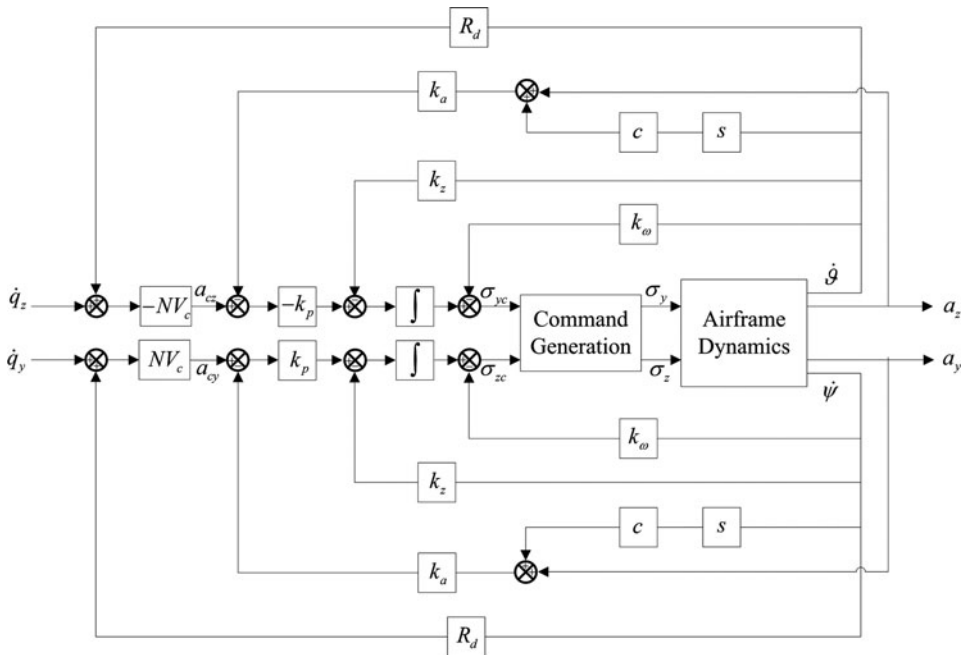 R_d
k_a
c s
k_z
k_ω
q̇_z −NV_c a_cz −k_p ∫ σ_yc Command Generation σ_y Airframe Dynamics ϑ̇ a_z
q̇_y NV_c a_cy k_p ∫ σ_zc σ_z ψ̇ a_y
k_ω
k_z
c s
k_a
R_d